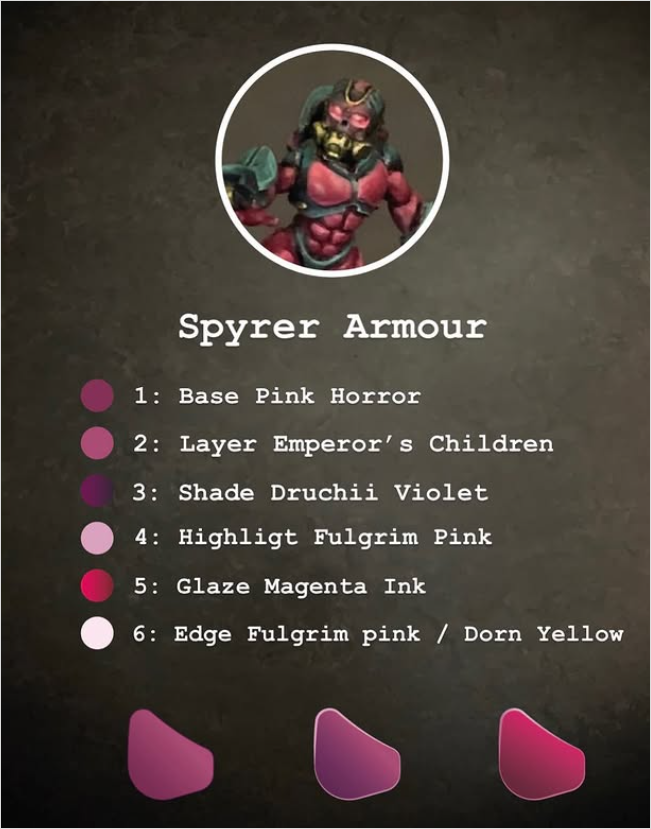 Spyrer Armour
1: Base Pink Horror
2: Layer Emperor's Children
3: Shade Druchii Violet
4: Highligt Fulgrim Pink
5: Glaze Magenta Ink
6: Edge Fulgrim pink / Dorn Yellow